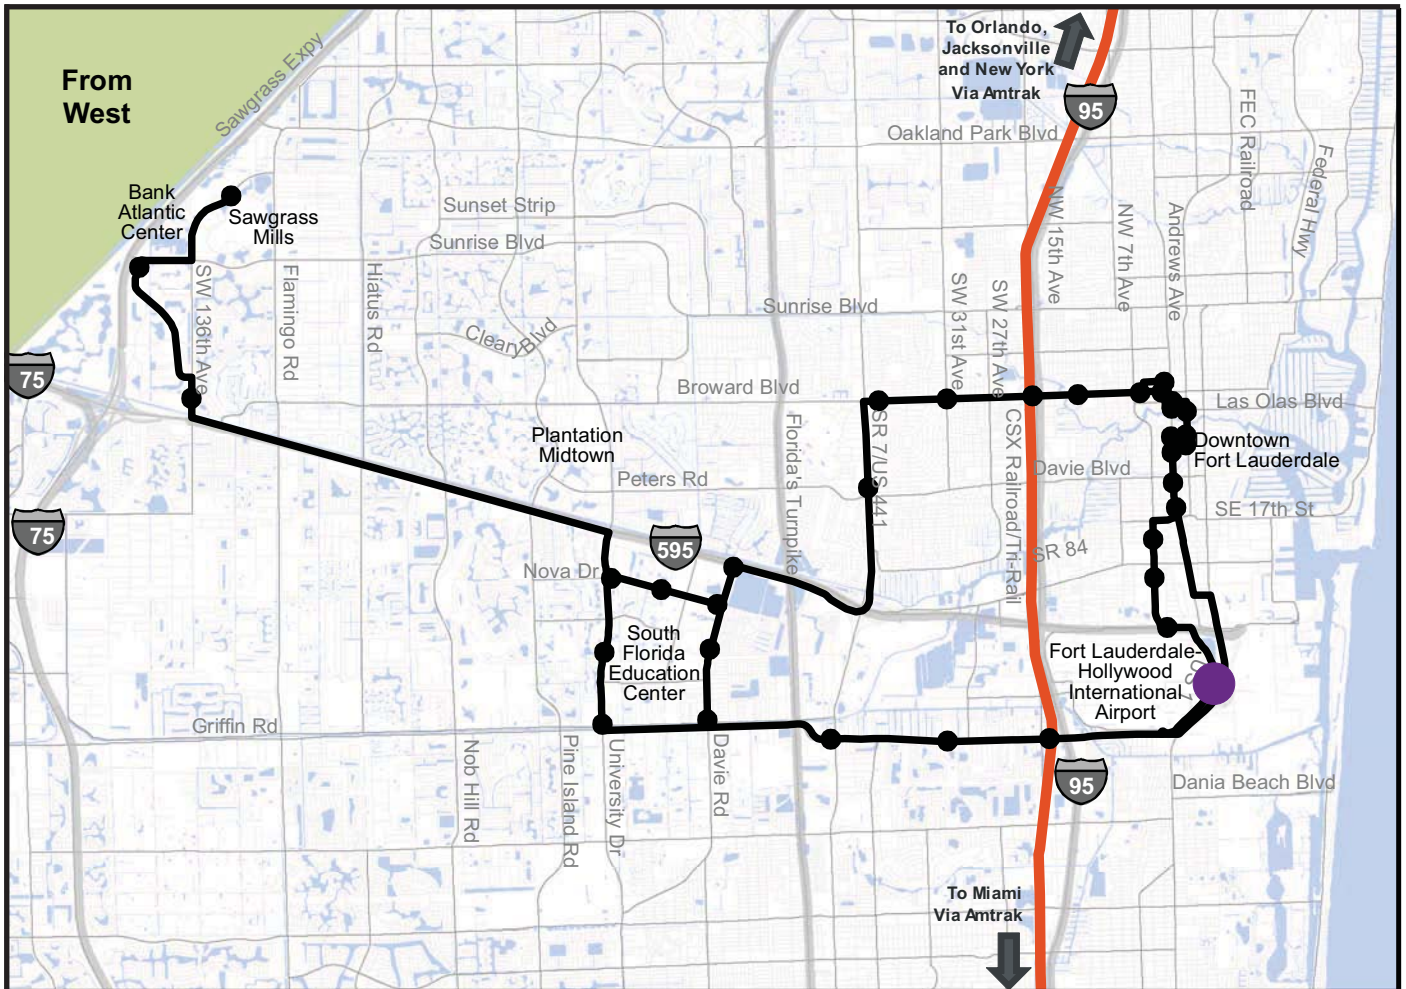 To Orlando,
Jacksonville
and New York
Via Amtrak
From
West
Sawgrass Expy
95
Oakland Park Blvd
FEC Railroad
Federal Hwy
Bank
Atlantic
Center
Sawgrass
Mills
Sunset Strip
Sunrise Blvd
NW 15th Ave
NW 7th Ave
Andrews Ave
SW 136th Ave
Flamingo Rd
Hiatus Rd
Cleary Blvd
Sunrise Blvd
SW 31st Ave
SW 27th Ave
75
Broward Blvd
Las Olas Blvd
Plantation
Midtown
Florida's Turnpike
SR 7/US 441
CSX Railroad/Tri-Rail
Downtown
Fort Lauderdale
Davie Blvd
Peters Rd
SE 17th St
75
595
SR 84
Nova Dr
South
Florida
Education
Center
Fort Lauderdale-
Hollywood
International
Airport
Griffin Rd
Nob Hill Rd
Pine Island Rd
University Dr
Davie Rd
95
Dania Beach Blvd
To Miami
Via Amtrak